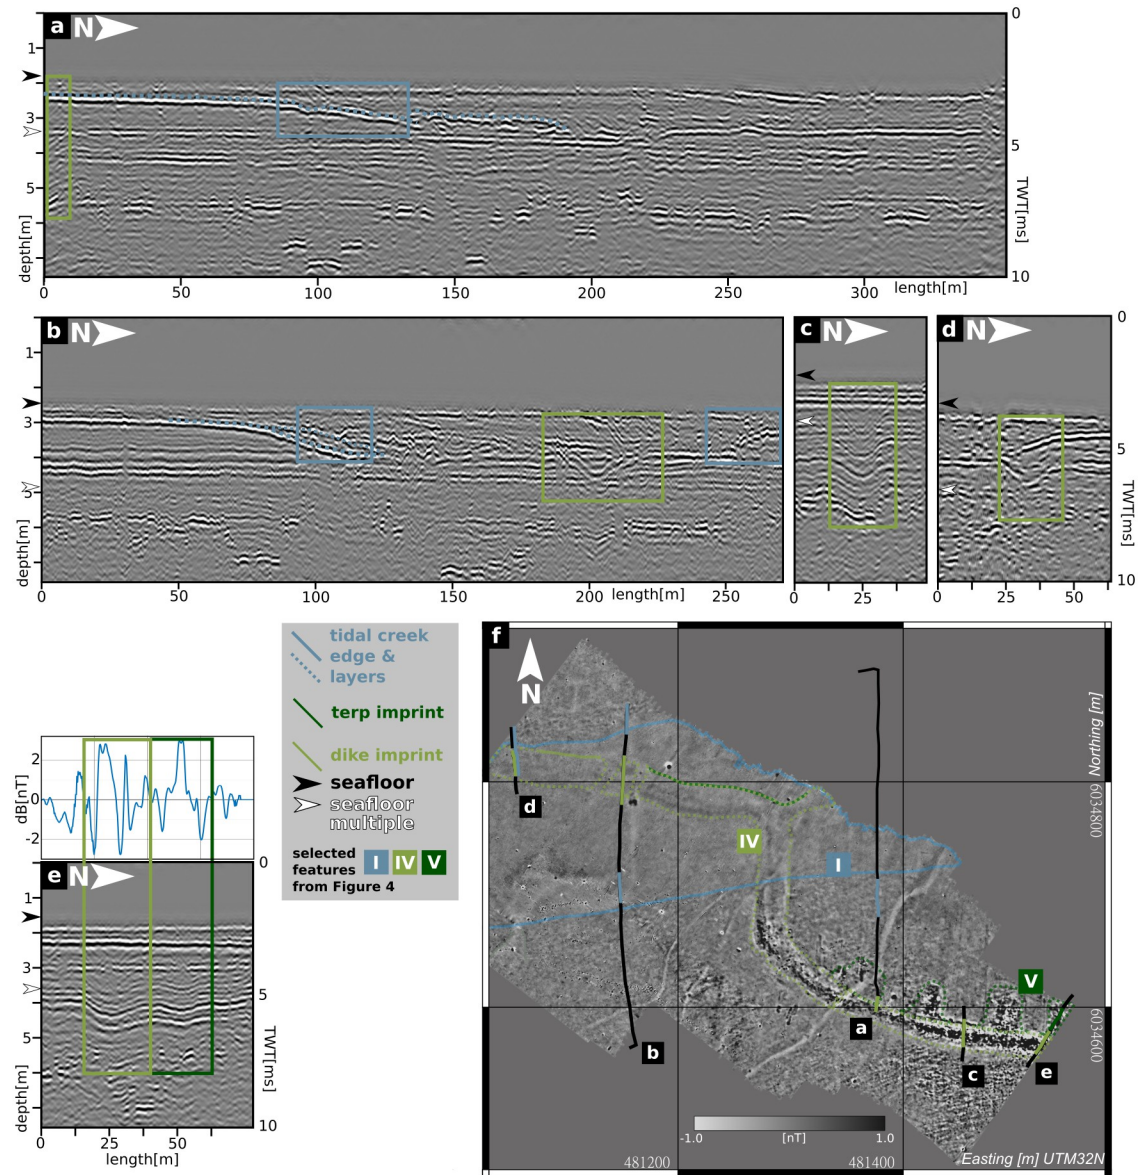 a N
0
1
3
5
depth[m]
5
TWT[ms]
10
0 50 100 150 200 250 300 length[m]
b N
1
3
5
depth[m]
0 50 100 150 200 length[m] 250
c N
0 25
d N
0
5
TWT[ms]
10
0 25 50
tidal creek
edge &
layers
terp imprint
dike imprint
seafloor
seafloor
multiple
selected
features
from Figure 4
I IV V
2
0
-2
dB[nT]
e N
0
1
3
5
depth[m]
5
TWT[ms]
10
0 25 50
length[m]
f
N
Northing [m]
6034800
6034600
d
IV
I
V
a
b
c
e
-1.0 [nT] 1.0
481200
481400
Easting [m] UTM32N